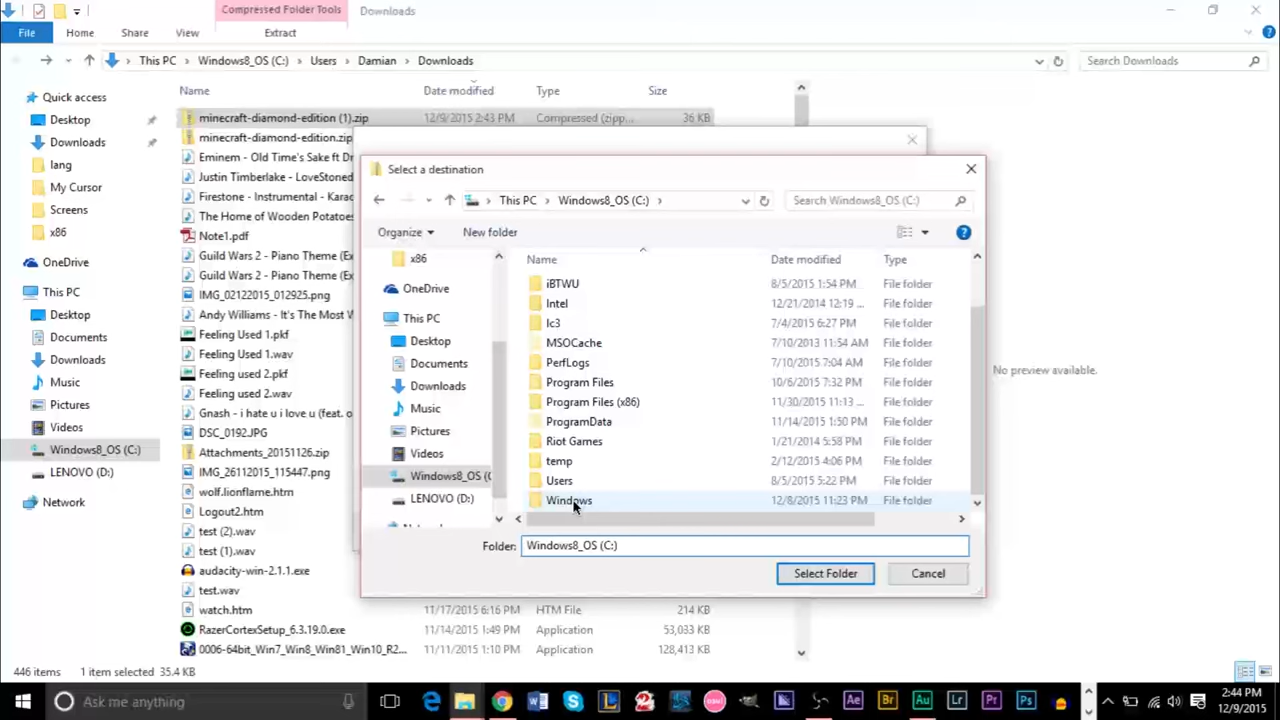 Compressed Folder Tools
Downloads
File
Home
Share
View
Extract
This PC
Windows8_OS (C:)
Users
Damian
Downloads
Search Downloads
Quick access
Desktop
Downloads
lang
My Cursor
Screens
x86
OneDrive
This PC
Desktop
Documents
Downloads
Music
Pictures
Videos
Windows8_OS (C:)
LENOVO (D:)
Network
Name Date modified Type Size
minecraft-diamond-edition (1).zip 12/9/2015 2:43 PM Compressed (zipp... 36 KB
minecraft-diamond-edition.zip
Eminem - Old Time's Sake ft Dr
Justin Timberlake - LoveStoned
Firestone - Instrumental - Karao
The Home of Wooden Potatoes
Note1.pdf
Guild Wars 2 - Piano Theme (Ex
Guild Wars 2 - Piano Theme (Ex
IMG_02122015_012925.png
Andy Williams - It's The Most W
Feeling Used 1.pkf
Feeling Used 1.wav
Feeling used 2.pkf
Feeling used 2.wav
Gnash - i hate u i love u (feat. o
DSC_0192.JPG
Attachments_20151126.zip
IMG_26112015_115447.png
wolf.lionflame.htm
Logout2.htm
test (2).wav
test (1).wav
audacity-win-2.1.1.exe
test.wav
watch.htm 11/17/2015 6:16 PM HTM File 214 KB
RazerCortexSetup_6.3.19.0.exe 11/14/2015 1:49 PM Application 53,033 KB
0006-64bit_Win7_Win8_Win81_Win10_R2... 11/11/2015 1:10 PM Application 128,413 KB
Select a destination
This PC
Windows8_OS (C:)
Search Windows8_OS (C:)
Organize
New folder
x86
OneDrive
This PC
Desktop
Documents
Downloads
Music
Pictures
Videos
Windows8_OS (C
LENOVO (D:)
Name Date modified Type
iBTWU 8/5/2015 1:54 PM File folder
Intel 12/21/2014 12:19 ... File folder
lc3 7/4/2015 6:27 PM File folder
MSOCache 7/10/2013 11:54 AM File folder
PerfLogs 7/10/2015 7:04 AM File folder
Program Files 10/6/2015 7:32 PM File folder
Program Files (x86) 11/30/2015 11:13 ... File folder
ProgramData 11/14/2015 1:50 PM File folder
Riot Games 1/21/2014 5:58 PM File folder
temp 2/12/2015 4:06 PM File folder
Users 8/5/2015 5:22 PM File folder
Windows 12/8/2015 11:23 PM File folder
Folder: Windows8_OS (C:)
Select Folder
Cancel
No preview available.
446 items
1 item selected 35.4 KB
Ask me anything
Ae
Br
Au
Lr
Pr
Ps
2:44 PM
12/9/2015